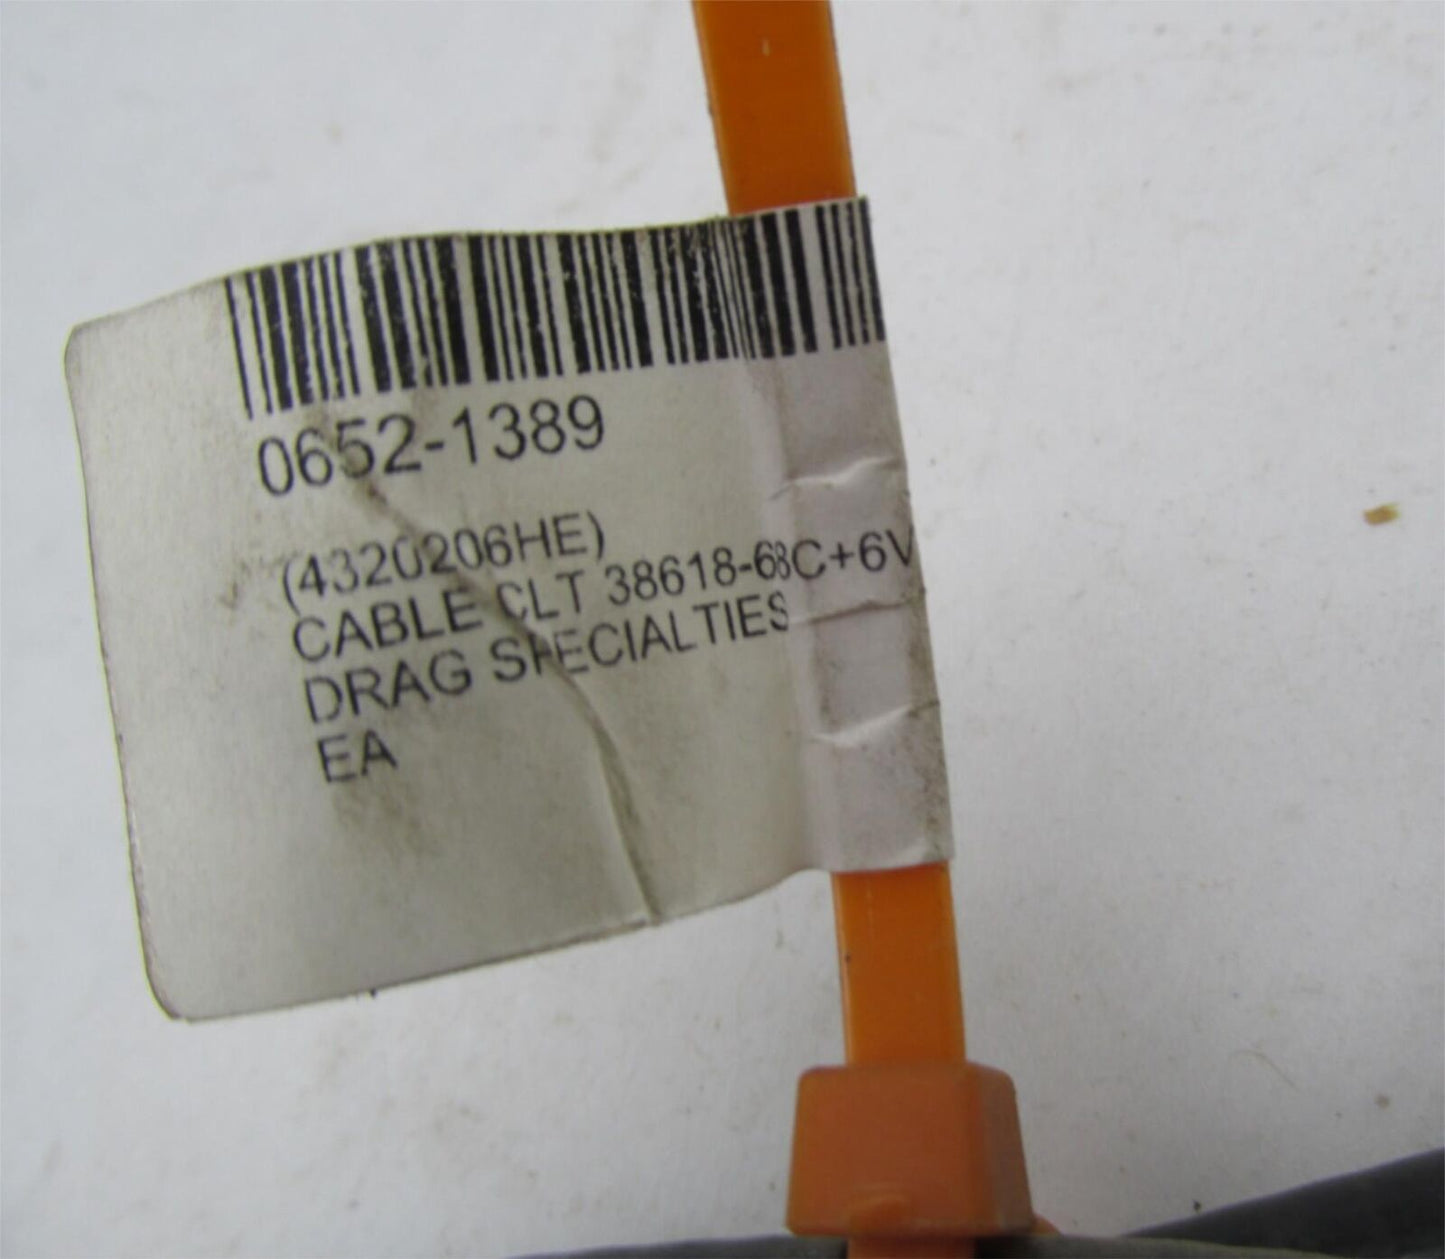 0652-1389
(4320206HE)
CABLE CLT 38618-68C+6V
DRAG SPECIALTIES
EA